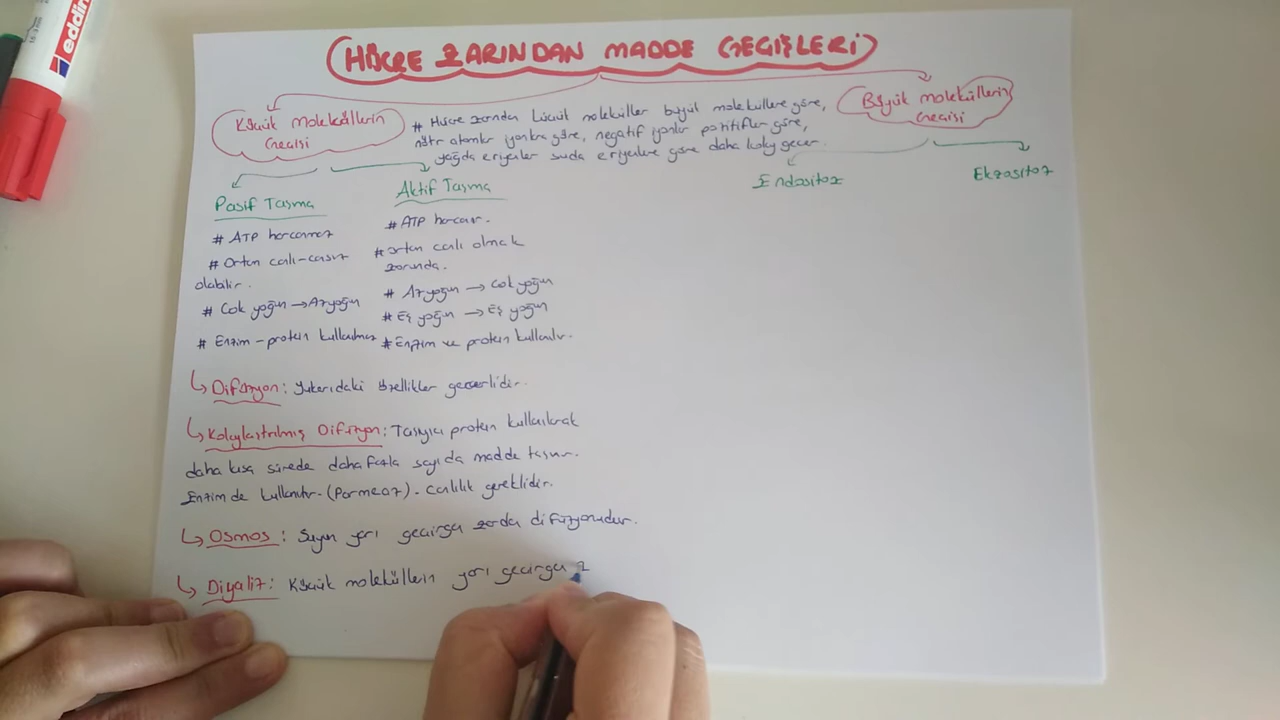 edding
HÜCRE ZARINDAN MADDE GEÇİŞLERİ
Küçük Moleküllerin
Geçişi
# Hücre zarında küçük moleküller büyük moleküllere göre,
nötr atomlar iyonlara göre, negatif iyonlar pozitiflere göre,
yağda eriyenler suda eriyenlere göre daha kolay geçer.
Büyük moleküllerin
Geçişi
Pasif Taşıma
# ATP harcanmaz
# Ortam canlı-cansız
olabilir.
# Çok yoğun → Az yoğun
# Enzim - protein kullanılmaz
Aktif Taşıma
# ATP harcanır.
# ortam canlı olmak
zorunda.
# Az yoğun → Çok yoğun
# Eş yoğun → Eş yoğun
# Enzim ve protein kullanılır.
Endositoz
Ekzositoz
↳ Difüzyon: Yukarıdaki özellikler geçerlidir.
↳ Kolaylaştırılmış Difüzyon: Taşıyıcı protein kullanılarak
daha kısa sürede daha fazla sayıda madde taşınır.
Enzim de kullanılır. (Permeaz). Canlılık gereklidir.
↳ Osmos: Suyun yarı geçirgen zarda difüzyonudur.
↳ Diyaliz: Küçük moleküllerin yarı geçirgen z